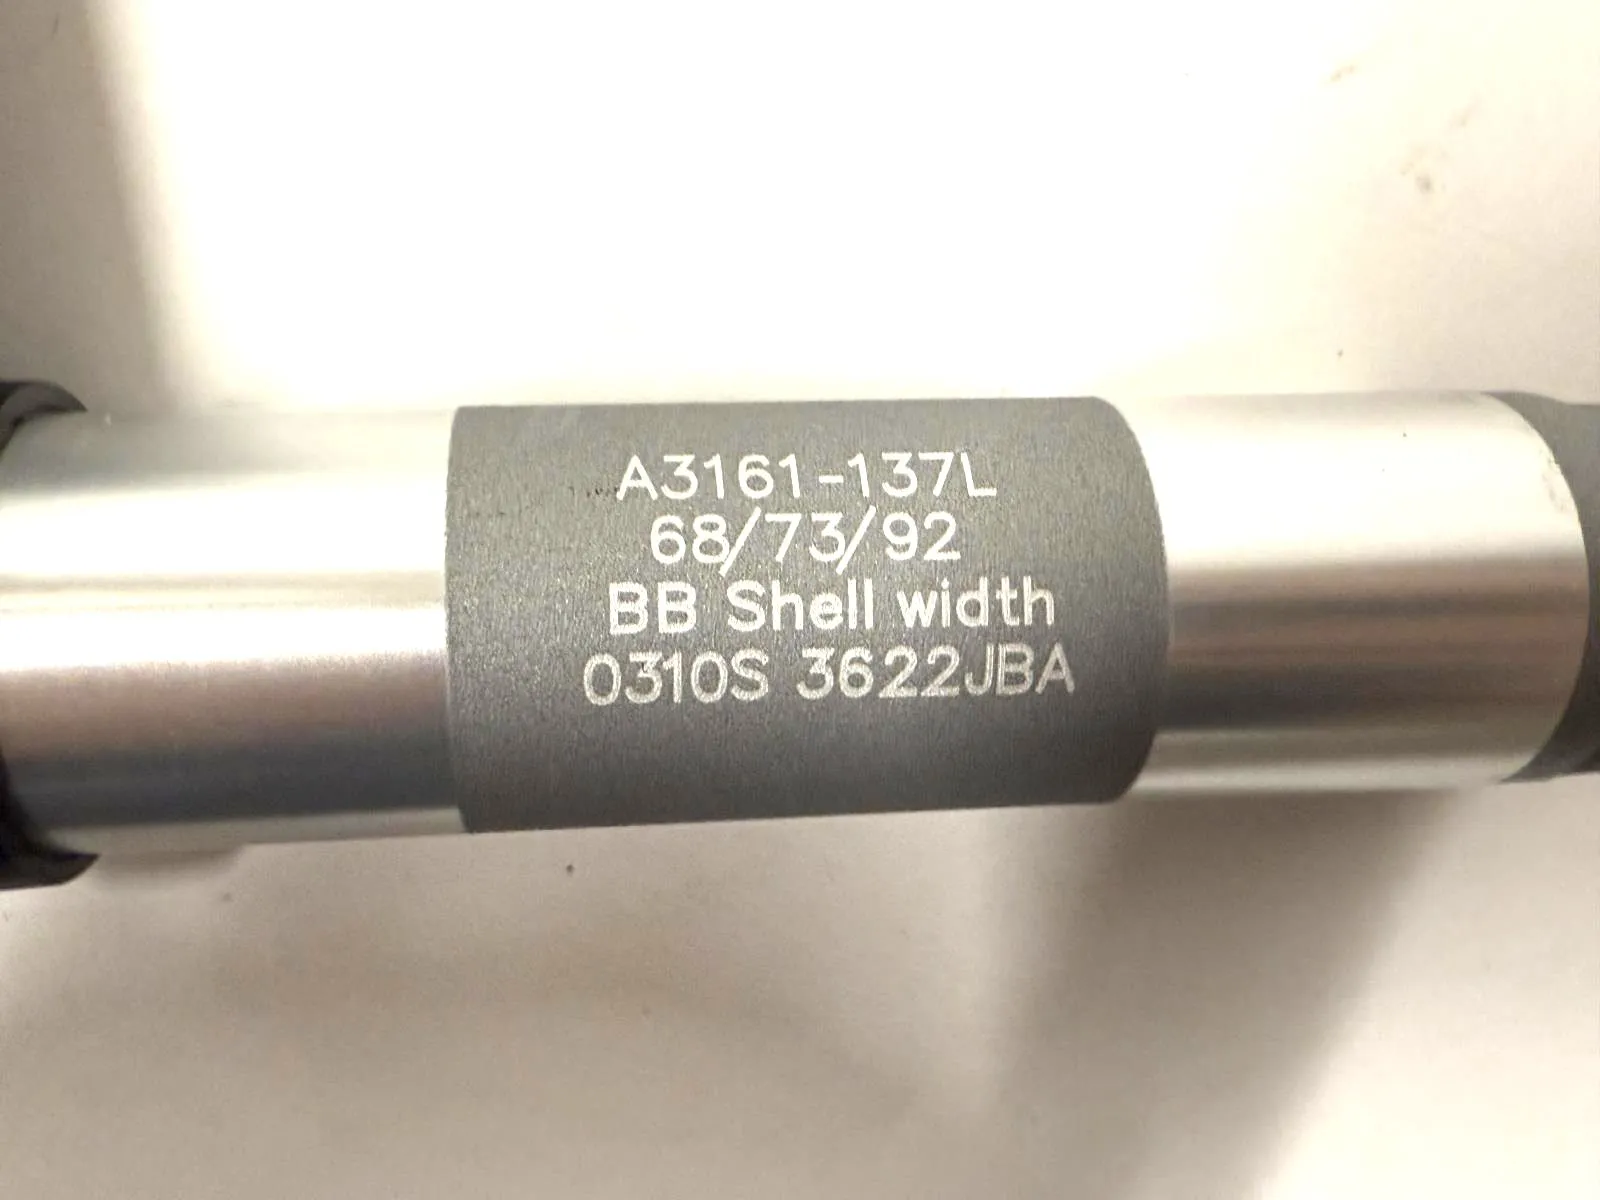 A3161-137L
68/73/92
BB Shell width
0310S 3622JBA